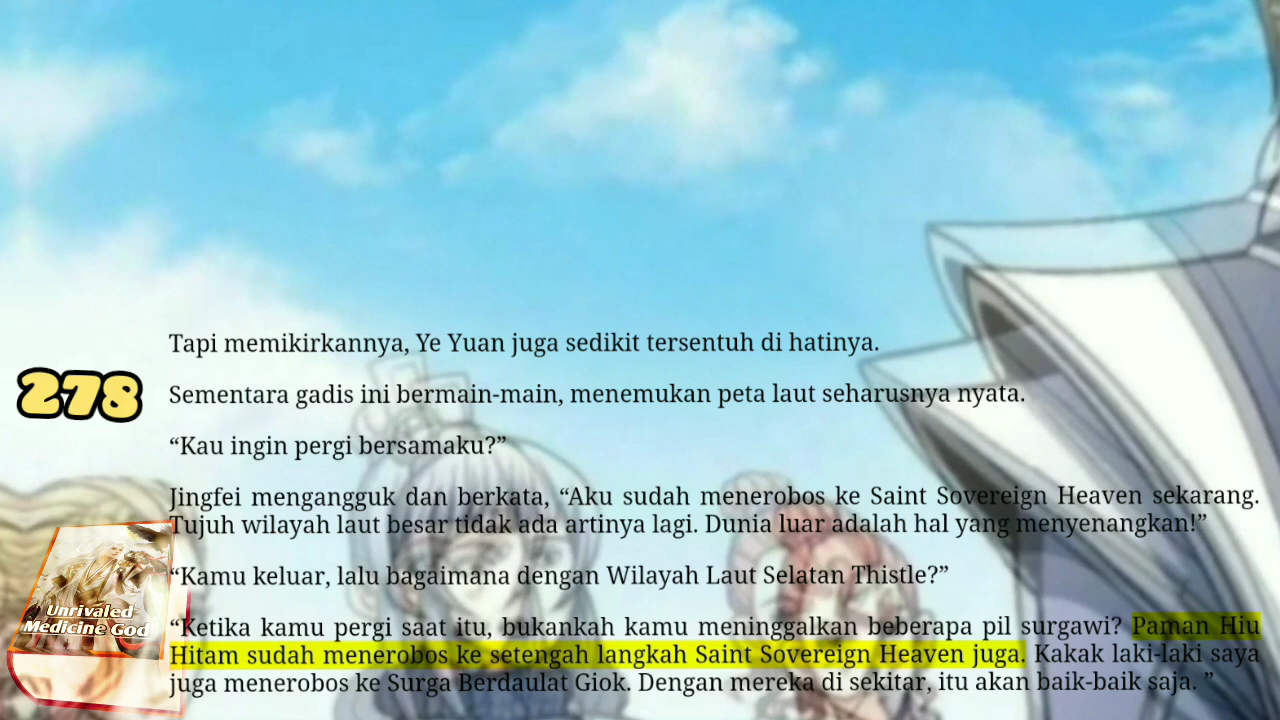 Tapi memikirkannya, Ye Yuan juga sedikit tersentuh di hatinya.
278
Sementara gadis ini bermain-main, menemukan peta laut seharusnya nyata.
“Kau ingin pergi bersamaku?”
Jingfei mengangguk dan berkata, “Aku sudah menerobos ke Saint Sovereign Heaven sekarang.
Tujuh wilayah laut besar tidak ada artinya lagi. Dunia luar adalah hal yang menyenangkan!”
“Kamu keluar, lalu bagaimana dengan Wilayah Laut Selatan Thistle?”
Unrivaled
Medicine God
“Ketika kamu pergi saat itu, bukankah kamu meninggalkan beberapa pil surgawi? Paman Hiu
Hitam sudah menerobos ke setengah langkah Saint Sovereign Heaven juga. Kakak laki-laki saya
juga menerobos ke Surga Berdaulat Giok. Dengan mereka di sekitar, itu akan baik-baik saja. ”